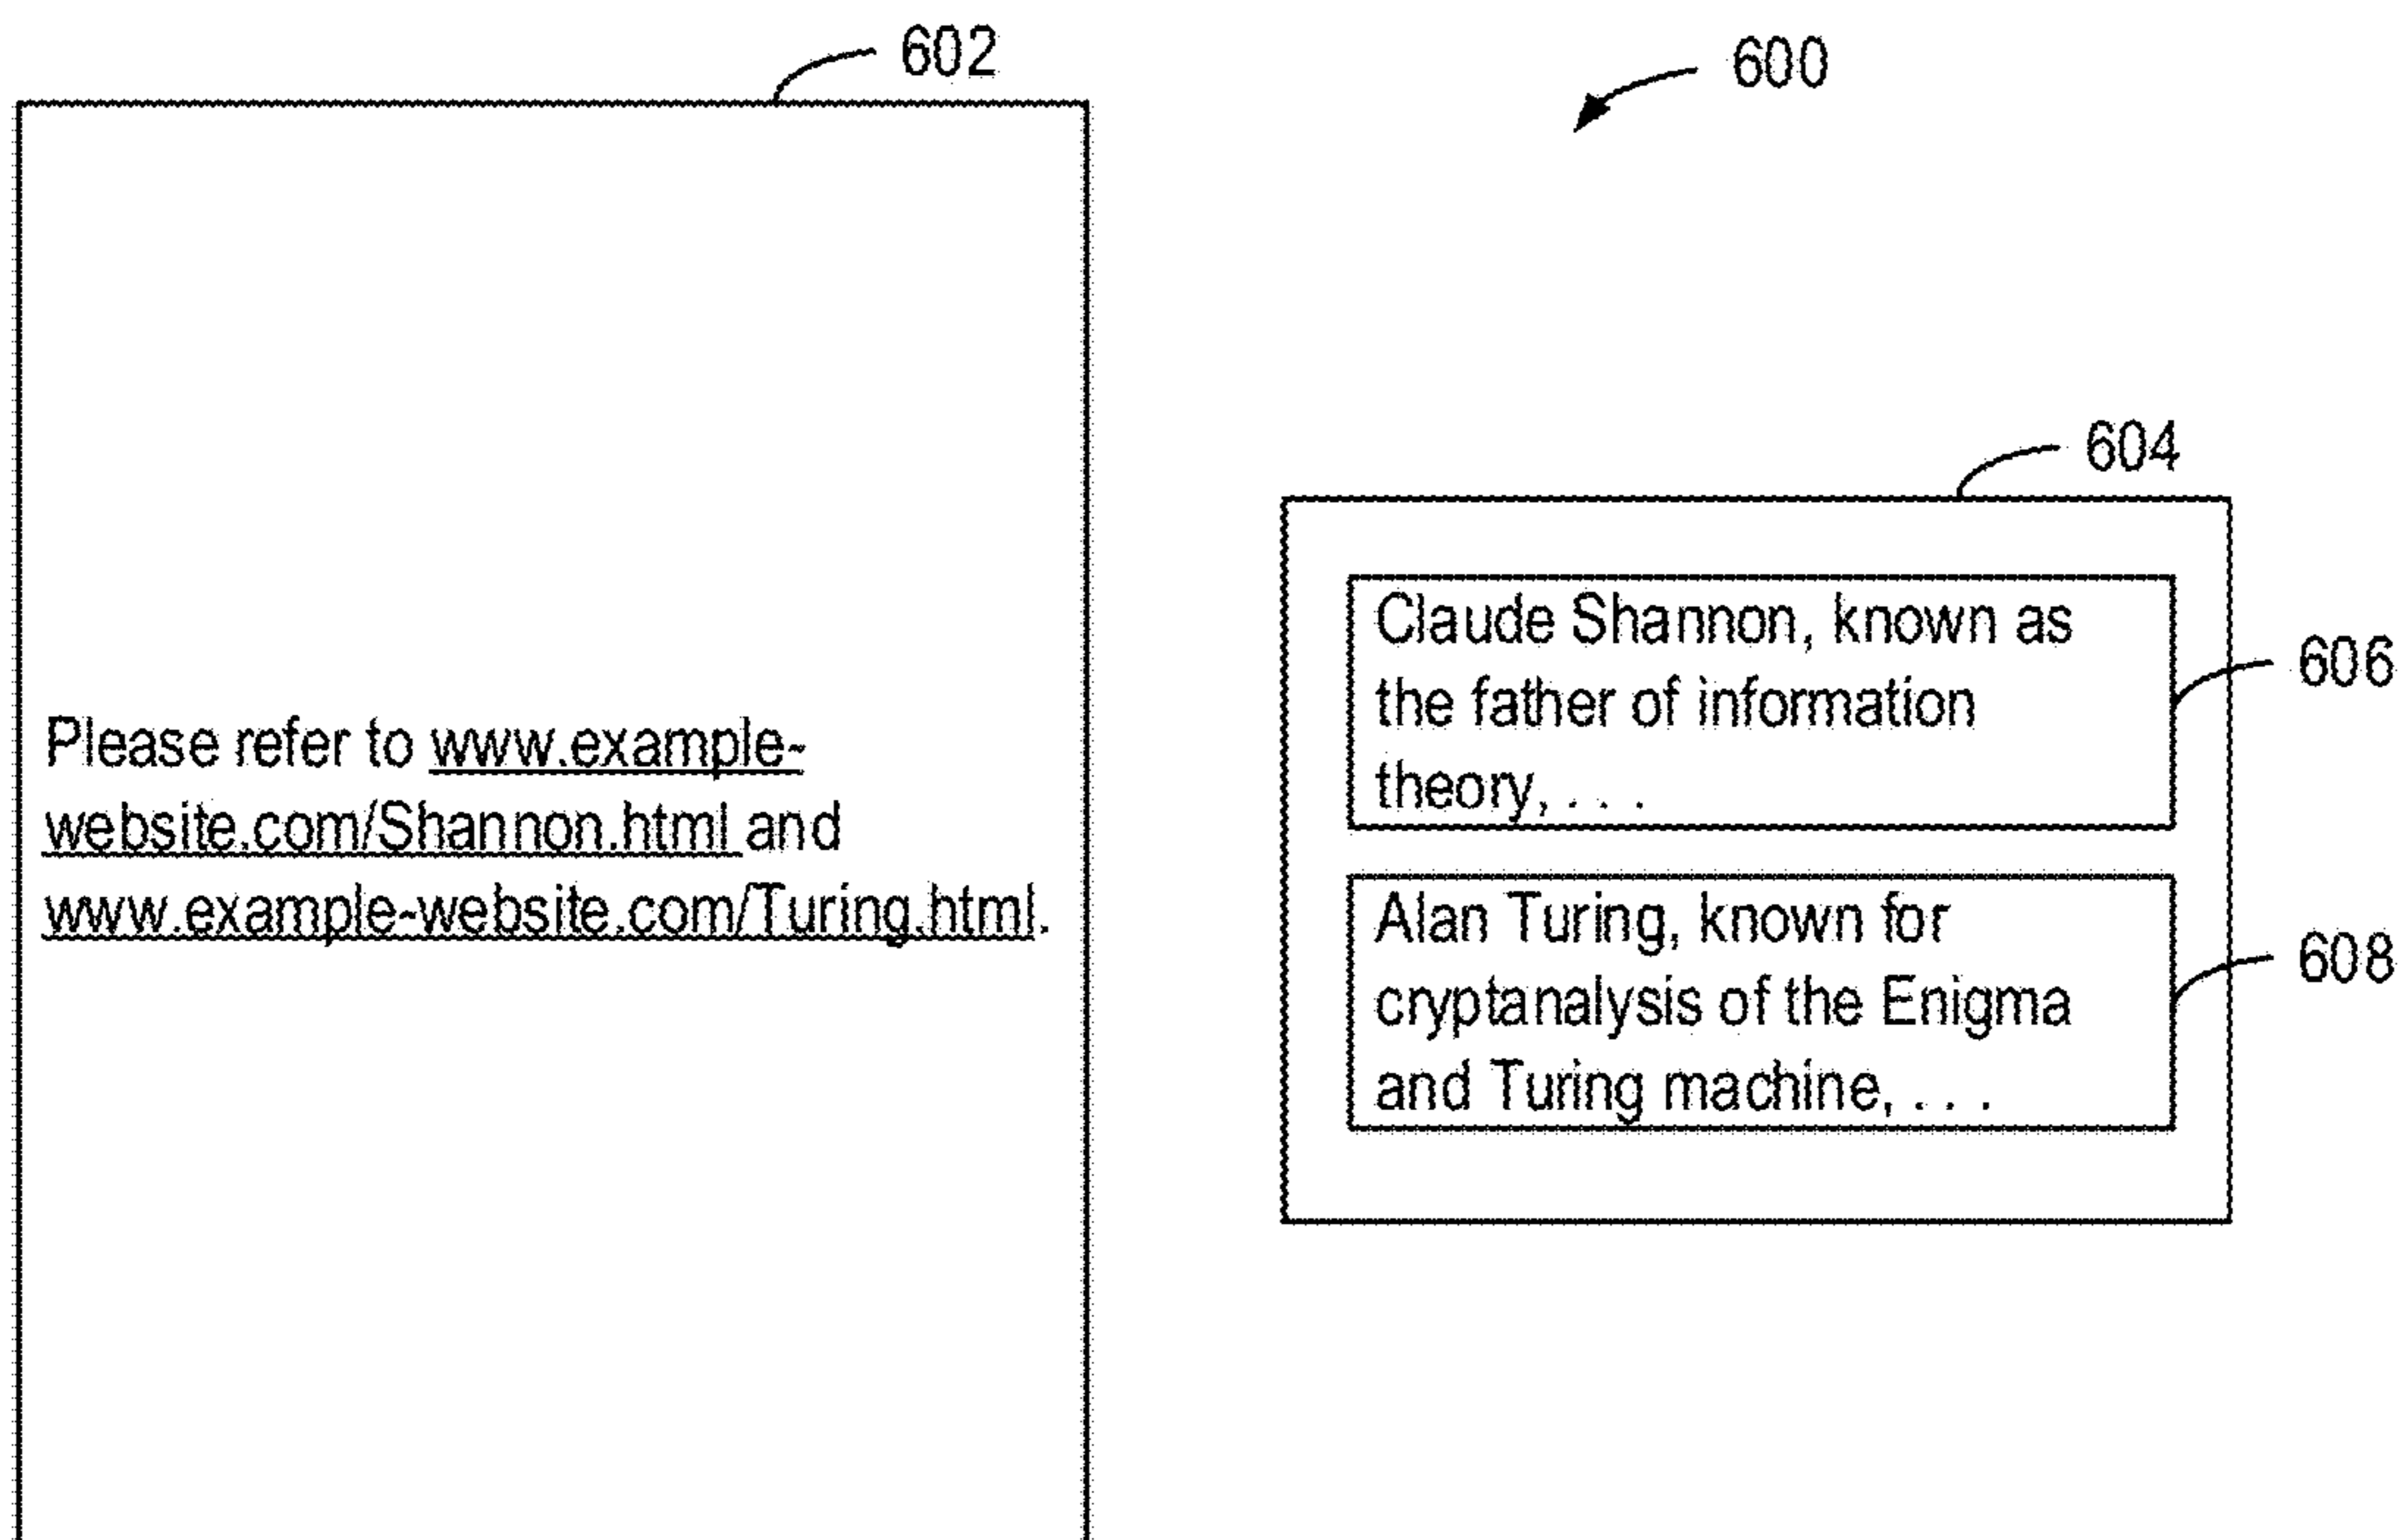 602
600
Please refer to www.example-
website.com/Shannon.html and
www.example-website.com/Turing.html.
604
Claude Shannon, known as
the father of information
theory, . . .
606
Alan Turing, known for
cryptanalysis of the Enigma
and Turing machine, . . .
608